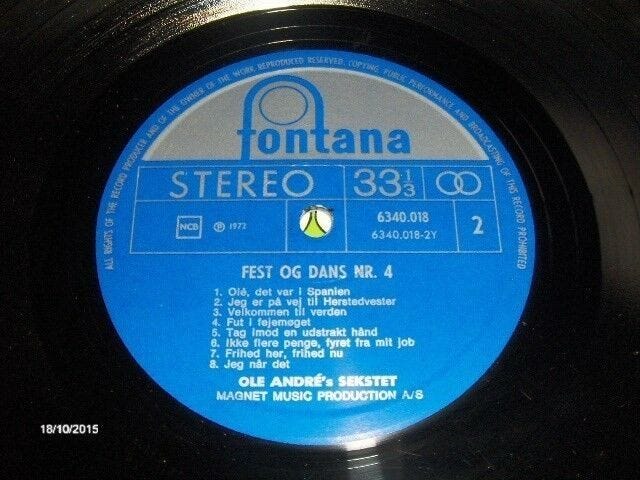 ALL RIGHTS OF THE RECORD PRODUCER AND OF THE OWNER OF THE WORK REPRODUCED RESERVED. COPYING, PUBLIC PERFORMANCE AND BROADCASTING OF THIS RECORD PROHIBITED
fontana
STEREO 33 1/3
NCB ℗ 1972 6340.018 2
6340.018-2Y
FEST OG DANS NR. 4
1. Olé, det var i Spanien
2. Jeg er på vej til Herstedvester
3. Velkommen til verden
4. Fut i fejemøget
5. Tag imod en udstrakt hånd
6. Ikke flere penge, fyret fra mit job
7. Frihed her, frihed nu
8. Jeg når det
OLE ANDRÉ's SEKSTET
MAGNET MUSIC PRODUCTION A/S
18/10/2015